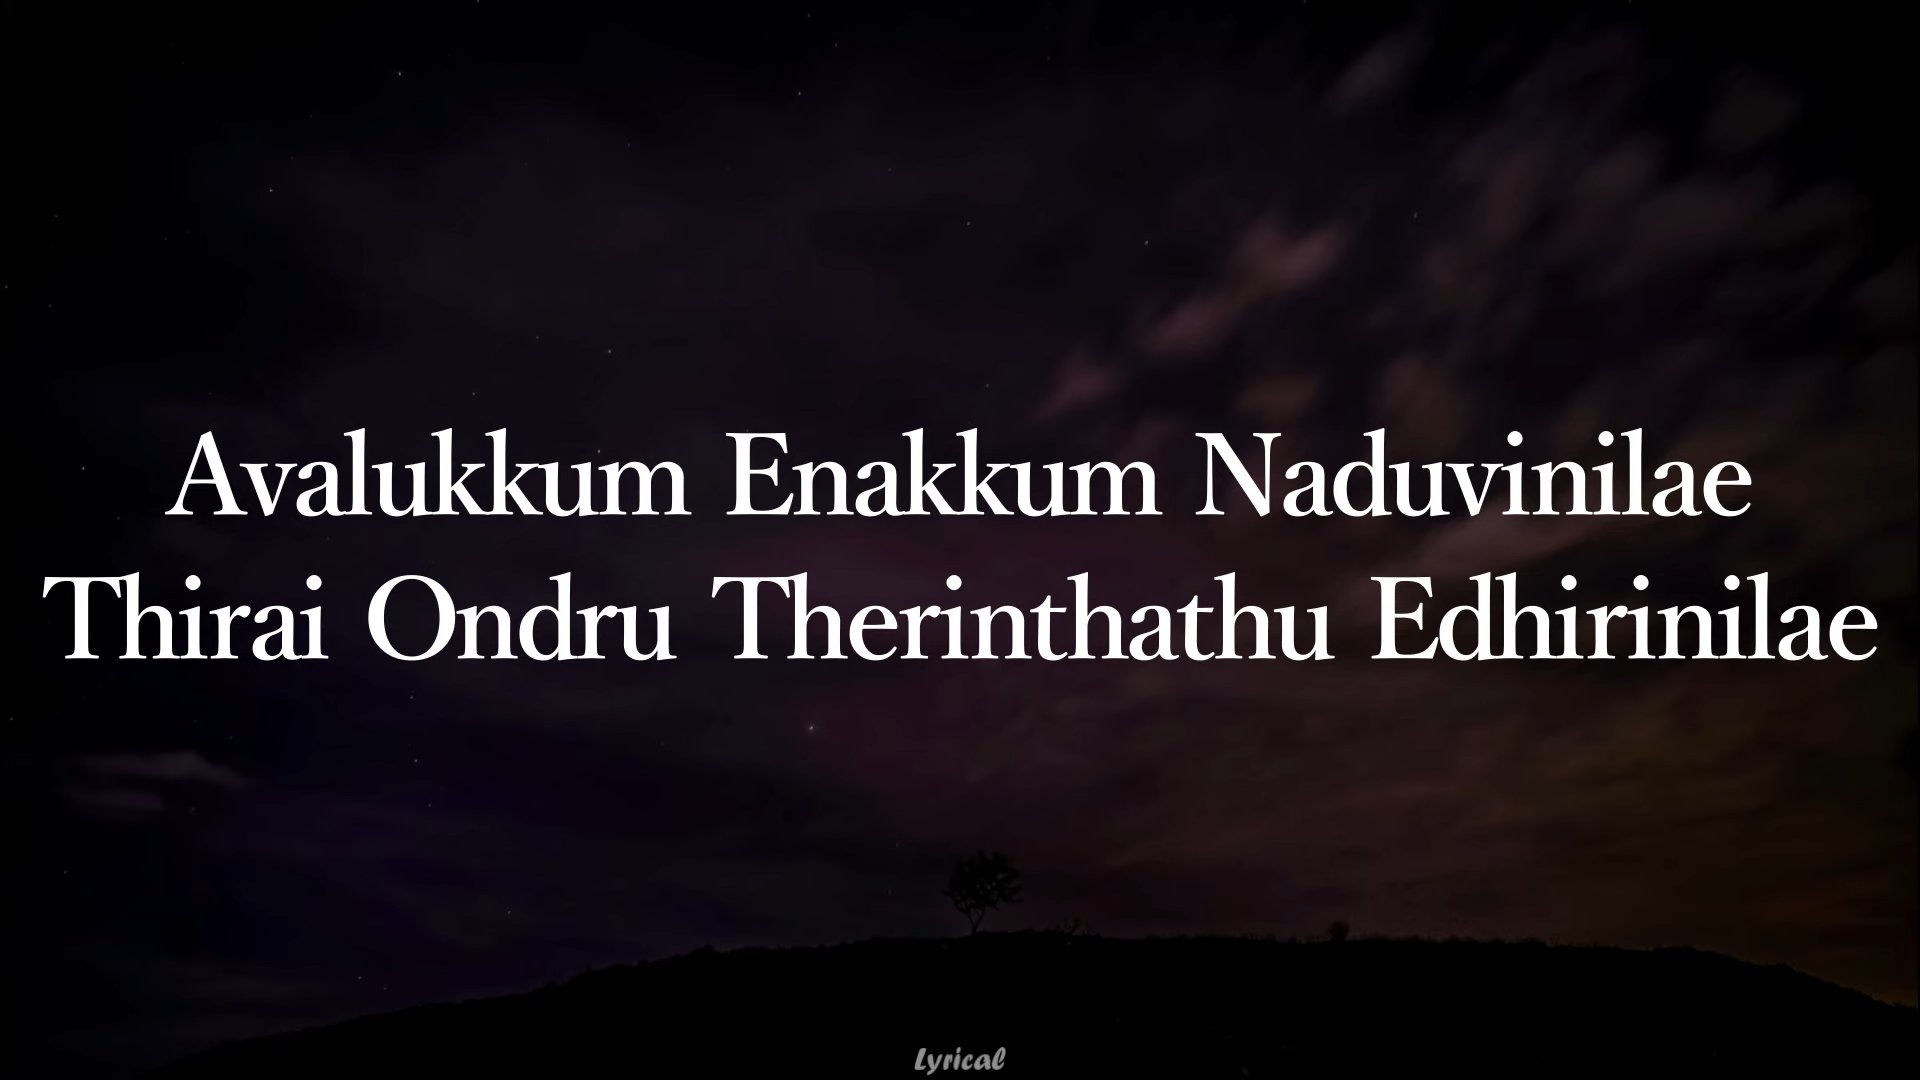 Avalukkum Enakkum Naduvinilae
Thirai Ondru Therinthathu Edhirinilae
Lyrical